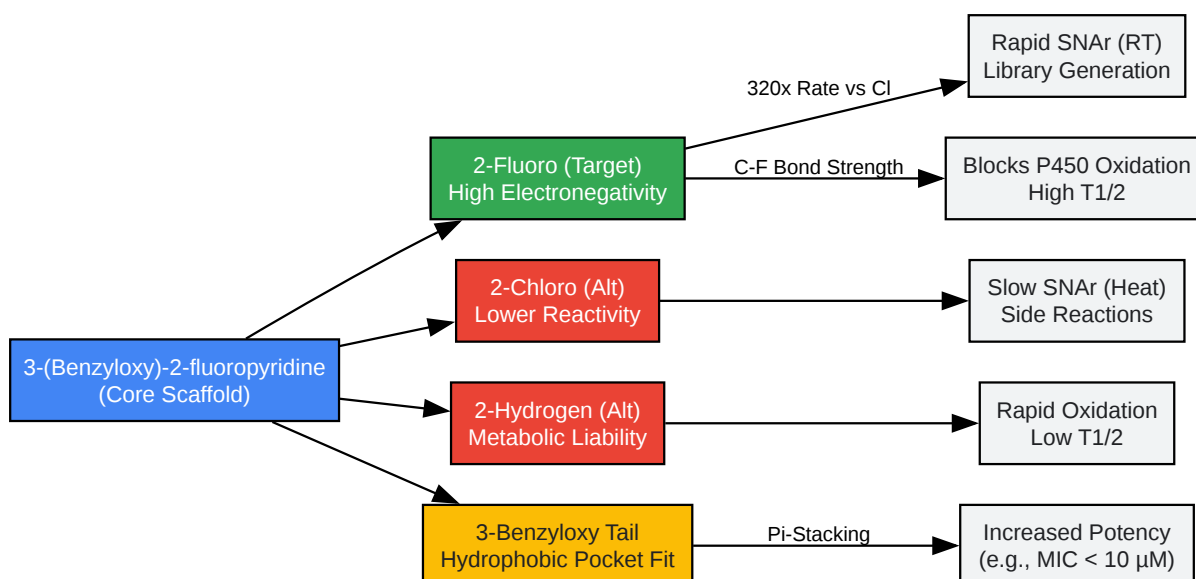 Rapid SNAr (RT)
Library Generation
320x Rate vs Cl
2-Fluoro (Target)
High Electronegativity
C-F Bond Strength
Blocks P450 Oxidation
High T1/2
2-Chloro (Alt)
Lower Reactivity
Slow SNAr (Heat)
Side Reactions
3-(Benzyloxy)-2-fluoropyridine
(Core Scaffold)
2-Hydrogen (Alt)
Metabolic Liability
Rapid Oxidation
Low T1/2
3-Benzyloxy Tail
Hydrophobic Pocket Fit
Pi-Stacking
Increased Potency
(e.g., MIC < 10 µM)